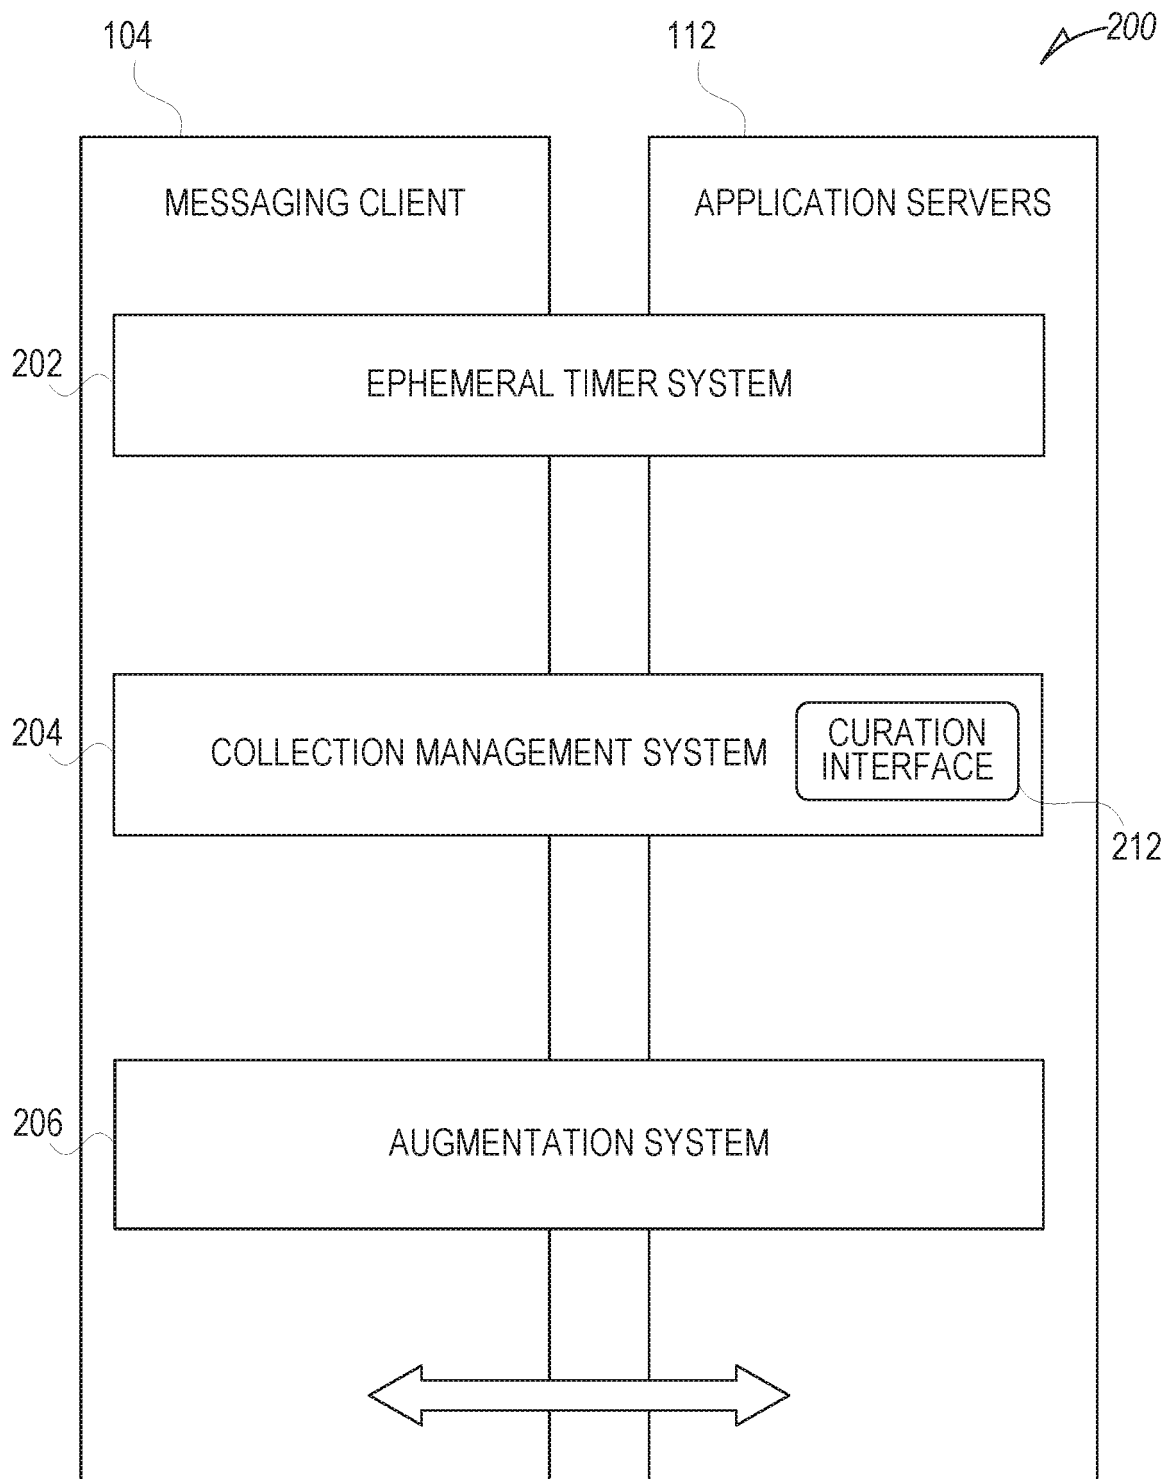 104
112
200
MESSAGING CLIENT
APPLICATION SERVERS
202
EPHEMERAL TIMER SYSTEM
204
COLLECTION MANAGEMENT SYSTEM
CURATION
INTERFACE
212
206
AUGMENTATION SYSTEM